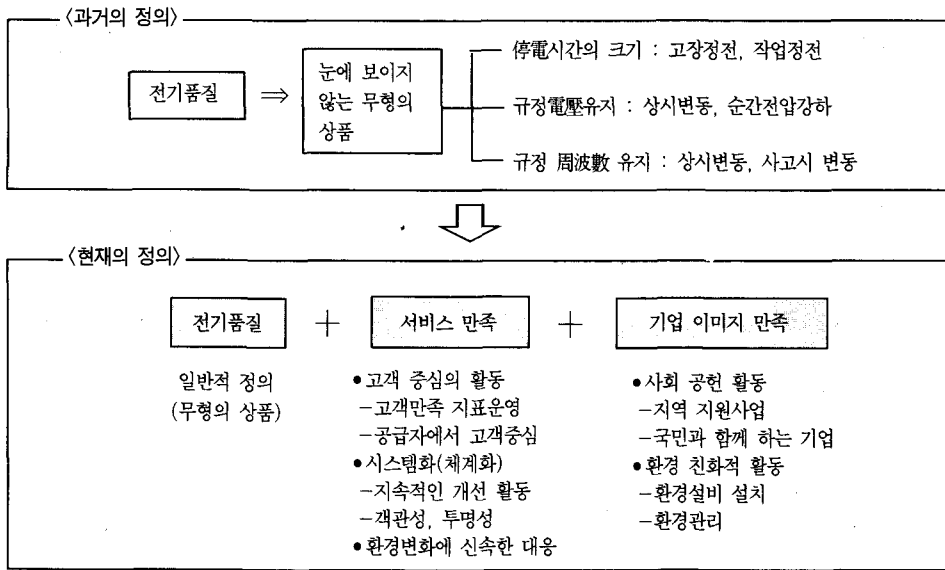 〈과거의 정의〉
전기품질
⇒
눈에 보이지
않는 무형의
상품
停電시간의 크기 : 고장정전, 작업정전
규정電壓유지 : 상시변동, 순간전압강하
규정 周波數 유지 : 상시변동, 사고시 변동
〈현재의 정의〉
전기품질 + 서비스 만족 + 기업 이미지 만족
일반적 정의
(무형의 상품)
●고객 중심의 활동
-고객만족 지표운영
-공급자에서 고객중심
●시스템화(체계화)
-지속적인 개선 활동
-객관성, 투명성
●환경변화에 신속한 대응
●사회 공헌 활동
-지역 지원사업
-국민과 함께 하는 기업
●환경 친화적 활동
-환경설비 설치
-환경관리